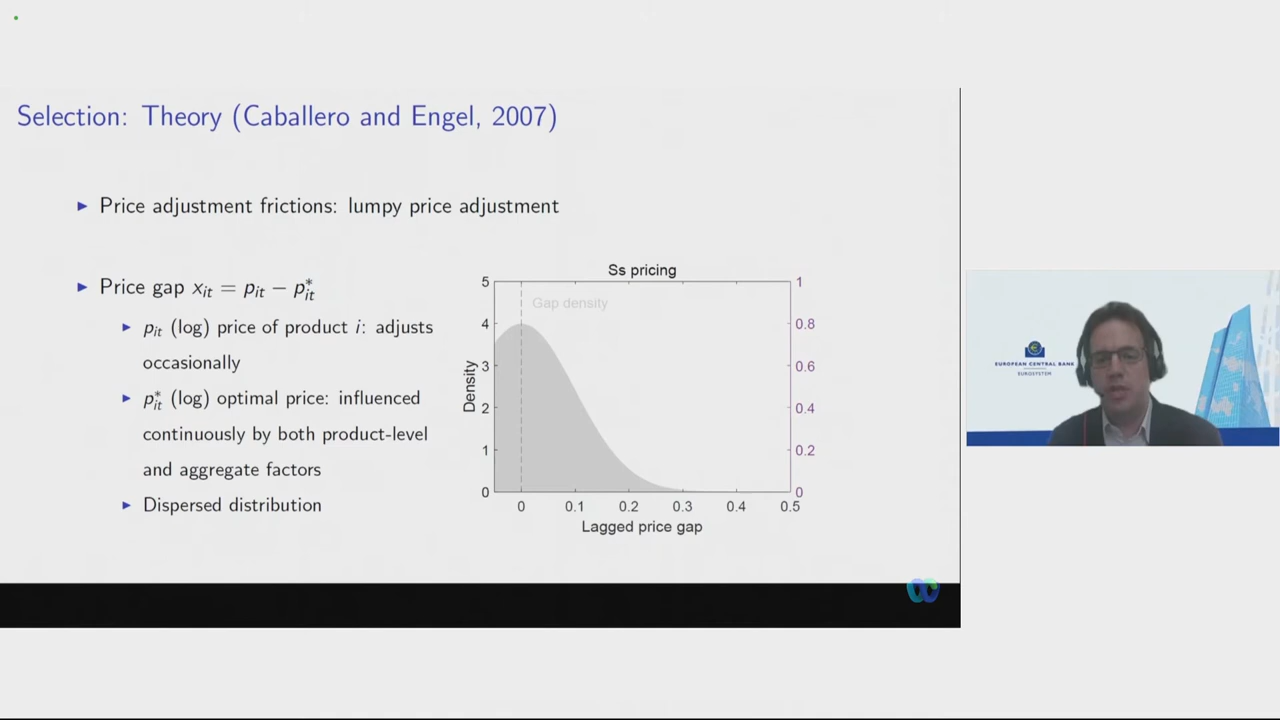 Selection: Theory (Caballero and Engel, 2007)
▶ Price adjustment frictions: lumpy price adjustment
▶ Price gap x_it = p_it − p*_it
▶ p_it (log) price of product i: adjusts
occasionally
▶ p*_it (log) optimal price: influenced
continuously by both product-level
and aggregate factors
▶ Dispersed distribution
Ss pricing
Gap density
Density
5
4
3
2
1
0
1
0.8
0.6
0.4
0.2
0
0 0.1 0.2 0.3 0.4 0.5
Lagged price gap
EUROPEAN CENTRAL BANK
EUROSYSTEM